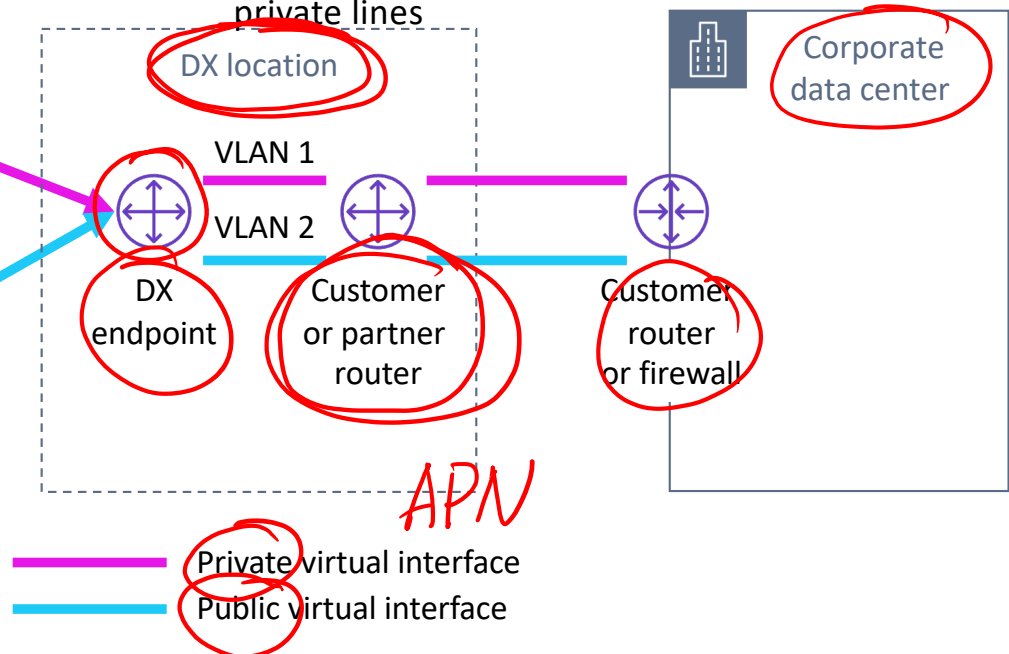 private lines
DX location
Corporate
data center
VLAN 1
VLAN 2
DX
endpoint
Customer
or partner
router
Customer
router
or firewall
APN
Private virtual interface
Public virtual interface